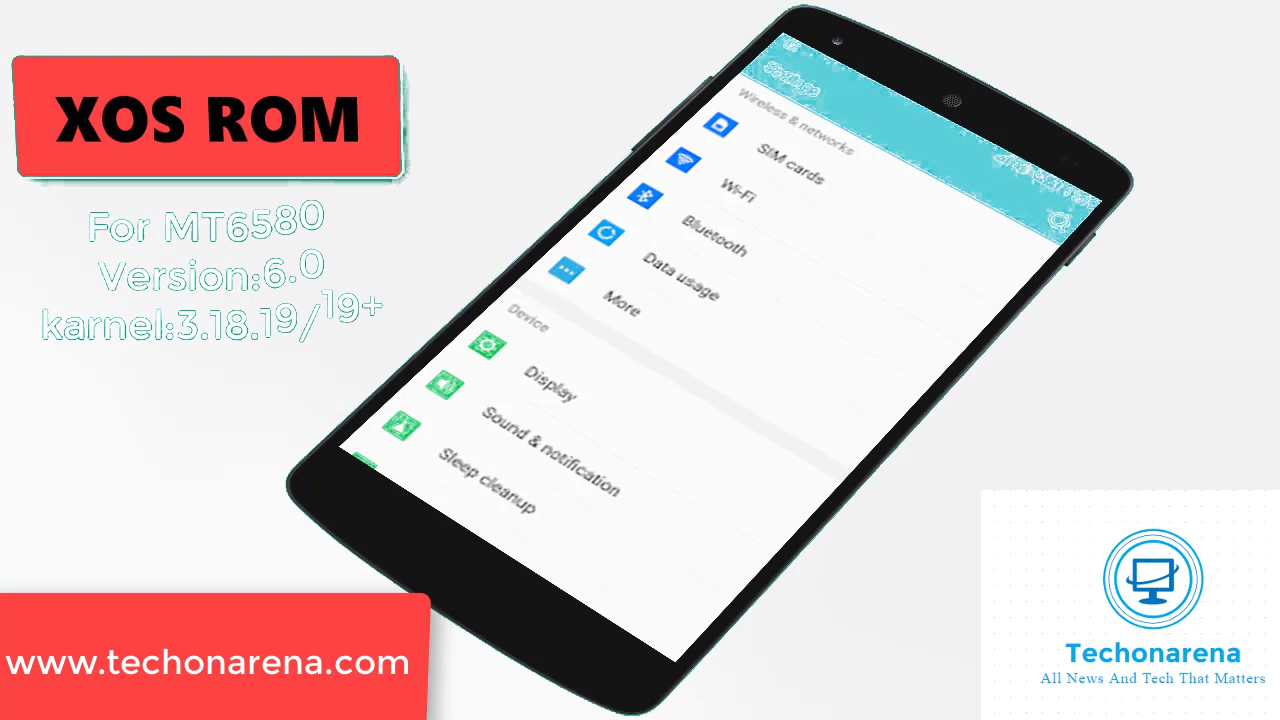 XOS ROM
For MT6580
Version:6.0
karnel:3.18.19/19+
Settings
Wireless & networks
SIM cards
Wi-Fi
Bluetooth
Data usage
More
Device
Display
Sound & notification
Sleep cleanup
www.techonarena.com
Techonarena
All News And Tech That Matters